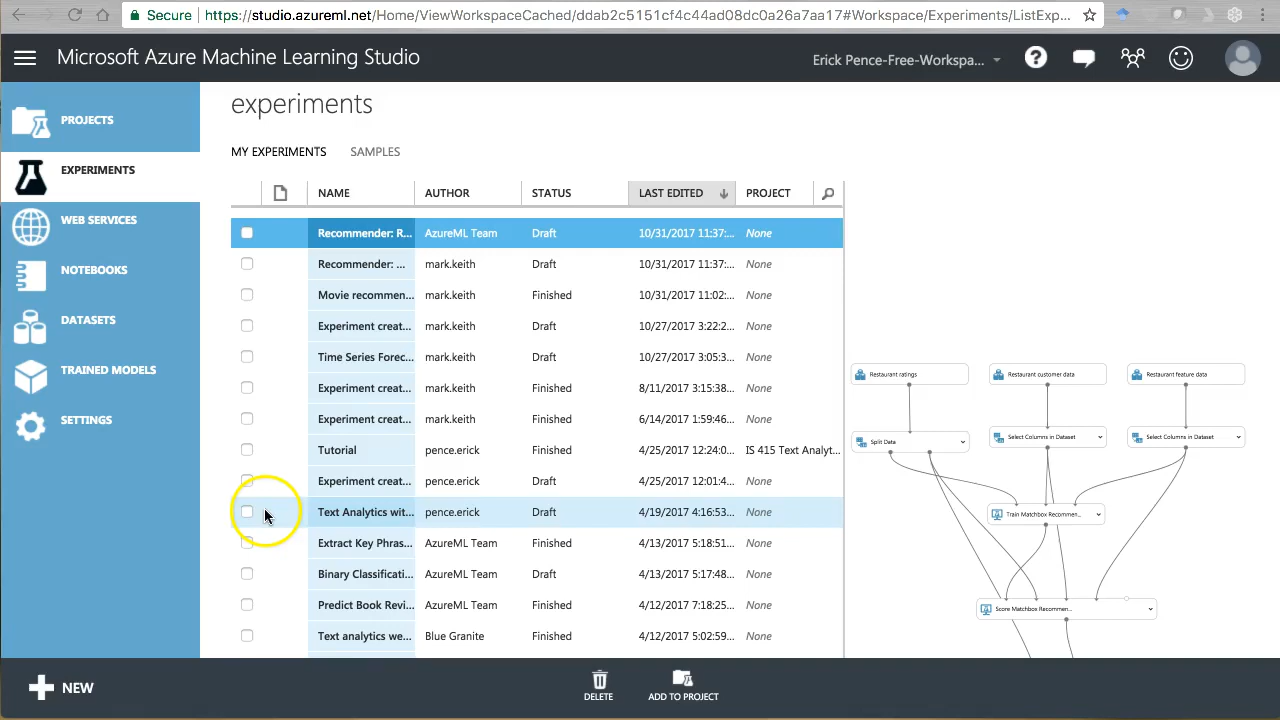 Secure https://studio.azureml.net/Home/ViewWorkspaceCached/ddab2c5151cf4c44ad08dc0a26a7aa17#Workspace/Experiments/ListExp...
Microsoft Azure Machine Learning Studio
Erick Pence-Free-Workspa...
PROJECTS
EXPERIMENTS
WEB SERVICES
NOTEBOOKS
DATASETS
TRAINED MODELS
SETTINGS
experiments
MY EXPERIMENTS SAMPLES
NAME AUTHOR STATUS LAST EDITED PROJECT
Recommender: R... AzureML Team Draft 10/31/2017 11:37:... None
Recommender: ... mark.keith Draft 10/31/2017 11:37:... None
Movie recommen... mark.keith Finished 10/31/2017 11:02:... None
Experiment creat... mark.keith Draft 10/27/2017 3:22:2... None
Time Series Forec... mark.keith Draft 10/27/2017 3:05:3... None
Experiment creat... mark.keith Finished 8/11/2017 3:15:38... None
Experiment creat... mark.keith Finished 6/14/2017 1:59:46... None
Tutorial pence.erick Finished 4/25/2017 12:24:0... IS 415 Text Analyt...
Experiment creat... pence.erick Draft 4/25/2017 12:01:4... None
Text Analytics wit... pence.erick Draft 4/19/2017 4:16:53... None
Extract Key Phras... AzureML Team Finished 4/13/2017 5:18:51... None
Binary Classificati... AzureML Team Draft 4/13/2017 5:17:48... None
Predict Book Revi... AzureML Team Finished 4/12/2017 7:18:25... None
Text analytics we... Blue Granite Finished 4/12/2017 5:02:59... None
Restaurant ratings Restaurant customer data Restaurant feature data
Split Data Select Columns in Dataset Select Columns in Dataset
Train Matchbox Recommen...
Score Matchbox Recommen...
NEW
DELETE
ADD TO PROJECT